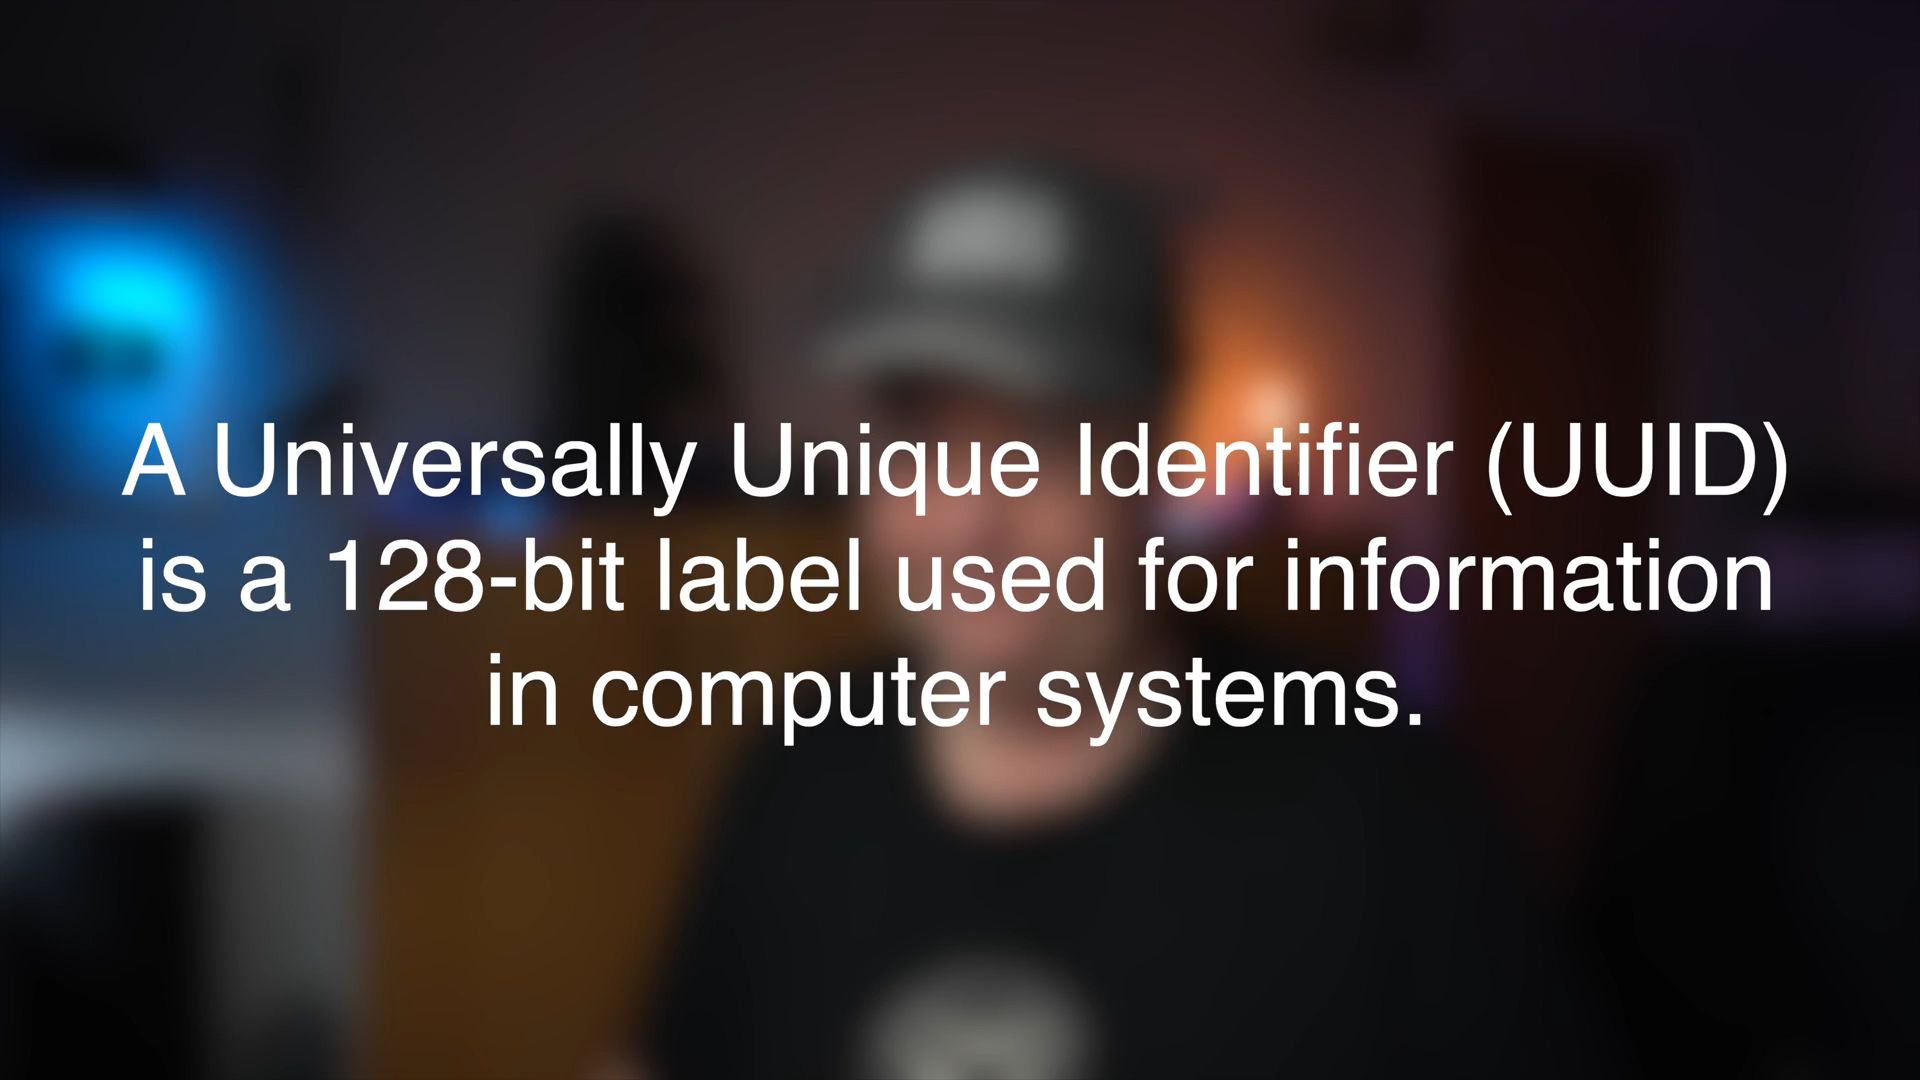 A Universally Unique Identifier (UUID)
is a 128-bit label used for information
in computer systems.